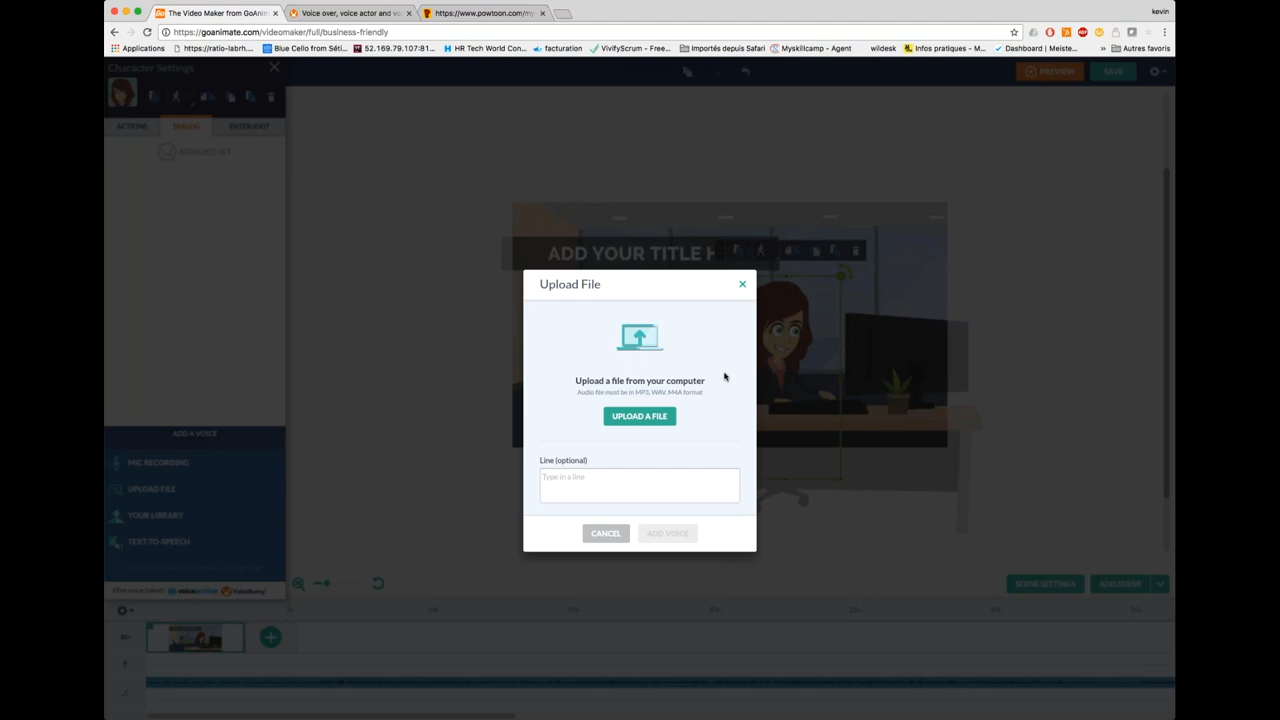 The Video Maker from GoAnim
Voice over, voice actor and vo
https://www.powtoon.com/my
kevin
https://goanimate.com/videomaker/full/business-friendly
Applications
https://ratio-labrh....
Blue Cello from Séti...
52.169.79.107:81...
HR Tech World Con...
facturation
VivifyScrum - Free...
Importés depuis Safari
Myskillcamp - Agent
wildesk
Infos pratiques - M...
Dashboard | Meiste...
»
Autres favoris
Character Settings
PREVIEW
SAVE
ACTIONS
DIALOG
ENTER/EXIT
NO VOICE YET
ADD YOUR TITLE H
Upload File
Upload a file from your computer
Audio file must be in MP3, WAV, M4A format
UPLOAD A FILE
Line (optional)
Type in a line
CANCEL
ADD VOICE
ADD A VOICE
MIC RECORDING
UPLOAD FILE
YOUR LIBRARY
TEXT-TO-SPEECH
SCENE SETTINGS
ADD SCENE